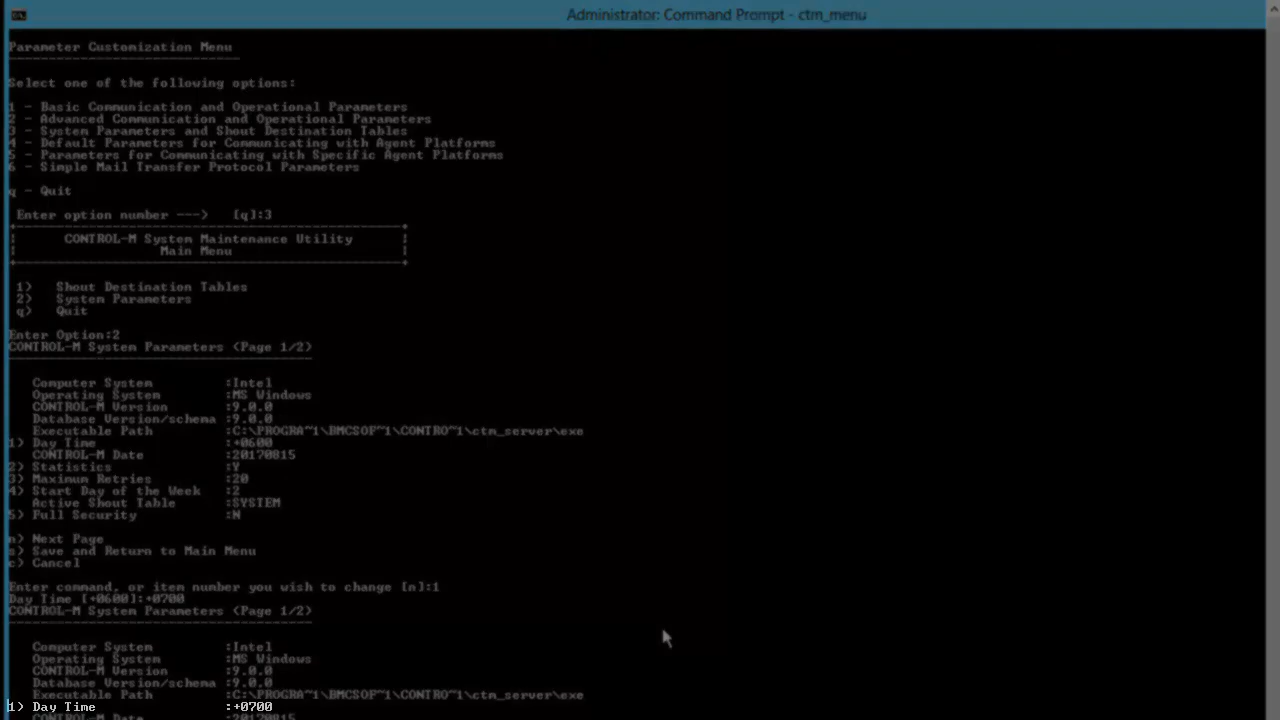 Administrator: Command Prompt - ctm_menu
Parameter Customization Menu
----------------------------
Select one of the following options:
1 - Basic Communication and Operational Parameters
2 - Advanced Communication and Operational Parameters
3 - System Parameters and Shout Destination Tables
4 - Default Parameters for Communicating with Agent Platforms
5 - Parameters for Communicating with Specific Agent Platforms
6 - Simple Mail Transfer Protocol Parameters
q - Quit
Enter option number --->   [q]:3
+-----------------------------------------------+
|      CONTROL-M System Maintenance Utility      |
|                  Main Menu                     |
+-----------------------------------------------+
1)   Shout Destination Tables
2)   System Parameters
q)   Quit
Enter Option:2
CONTROL-M System Parameters (Page 1/2)
--------------------------------------
Computer System         :Intel
Operating System        :MS Windows
CONTROL-M Version       :9.0.0
Database Version/schema :9.0.0
Executable Path         :C:\PROGRA~1\BMCSOF~1\CONTRO~1\ctm_server\exe
1) Day Time                :+0600
CONTROL-M Date          :20170815
2) Statistics              :Y
3) Maximum Retries         :20
4) Start Day of the Week   :2
Active Shout Table      :SYSTEM
5) Full Security           :N
n) Next Page
s) Save and Return to Main Menu
c) Cancel
Enter command, or item number you wish to change [n]:1
Day Time [+0600]:+0700
CONTROL-M System Parameters (Page 1/2)
--------------------------------------
Computer System         :Intel
Operating System        :MS Windows
CONTROL-M Version       :9.0.0
Database Version/schema :9.0.0
Executable Path         :C:\PROGRA~1\BMCSOF~1\CONTRO~1\ctm_server\exe
1) Day Time                :+0700
CONTROL-M Date          :20170815